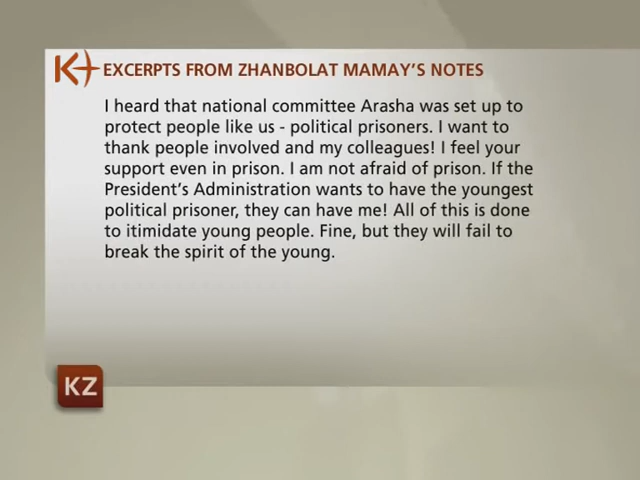 K+
EXCERPTS FROM ZHANBOLAT MAMAY'S NOTES
I heard that national committee Arasha was set up to
protect people like us - political prisoners. I want to
thank people involved and my colleagues! I feel your
support even in prison. I am not afraid of prison. If the
President's Administration wants to have the youngest
political prisoner, they can have me! All of this is done
to itimidate young people. Fine, but they will fail to
break the spirit of the young.
KZ